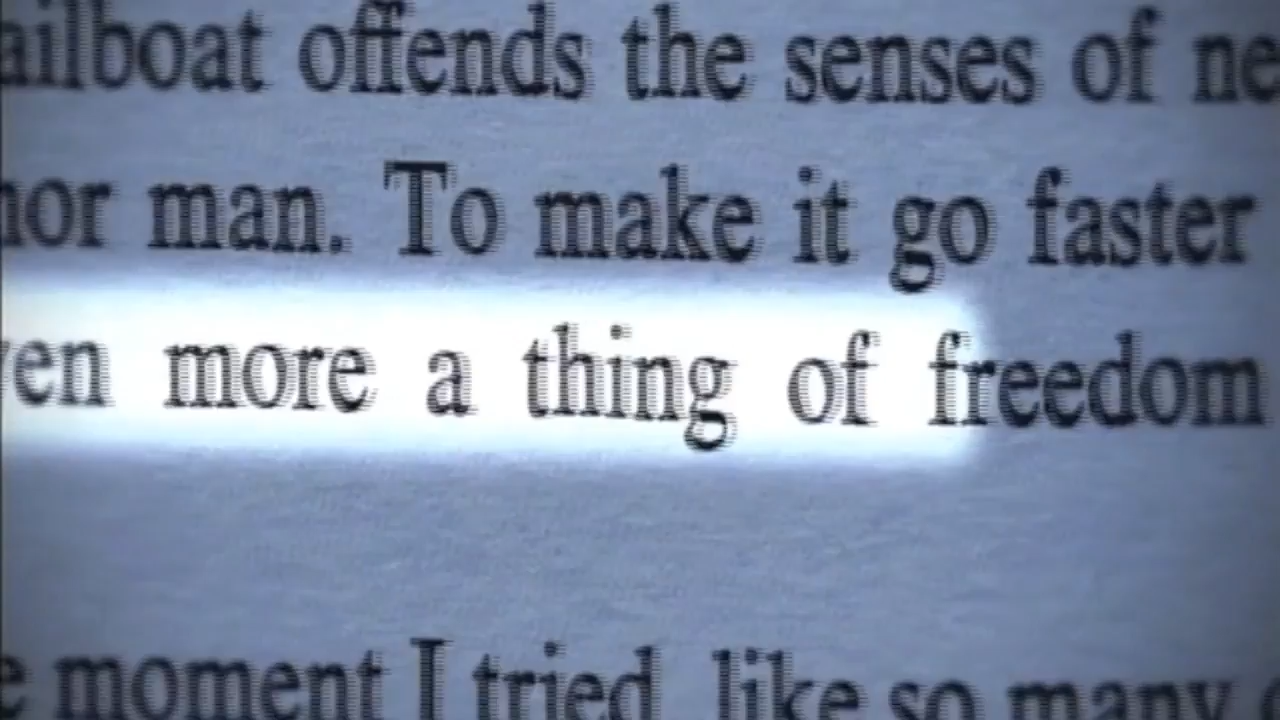 ailboat offends the senses of ne
nor man. To make it go faster
ven more a thing of freedom
e moment I tried, like so many